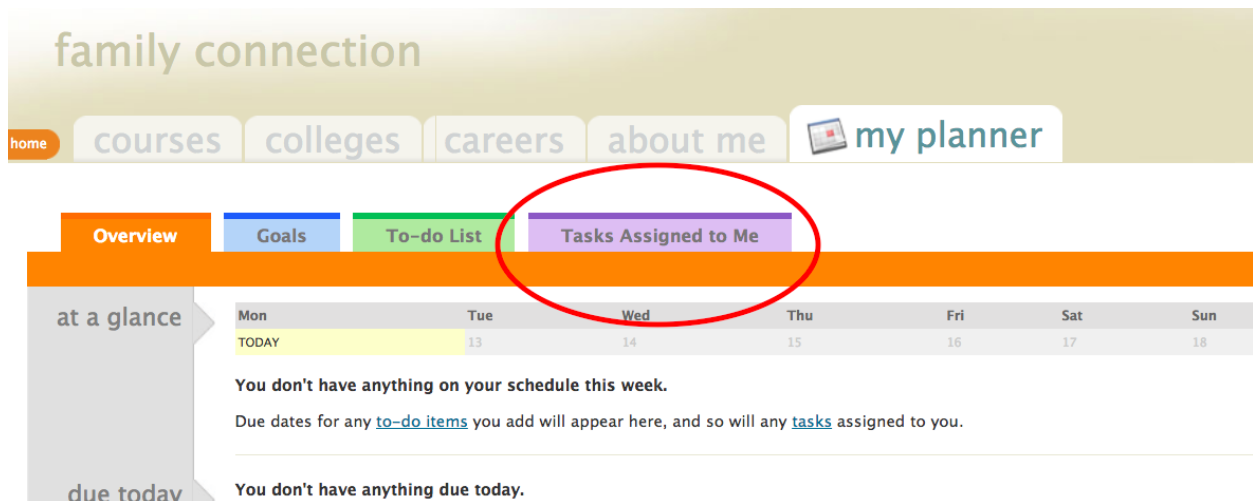 family connection
home courses colleges careers about me my planner
Overview Goals To-do List Tasks Assigned to Me
at a glance
Mon Tue Wed Thu Fri Sat Sun
TODAY 13 14 15 16 17 18
You don't have anything on your schedule this week.
Due dates for any to-do items you add will appear here, and so will any tasks assigned to you.
due today
You don't have anything due today.